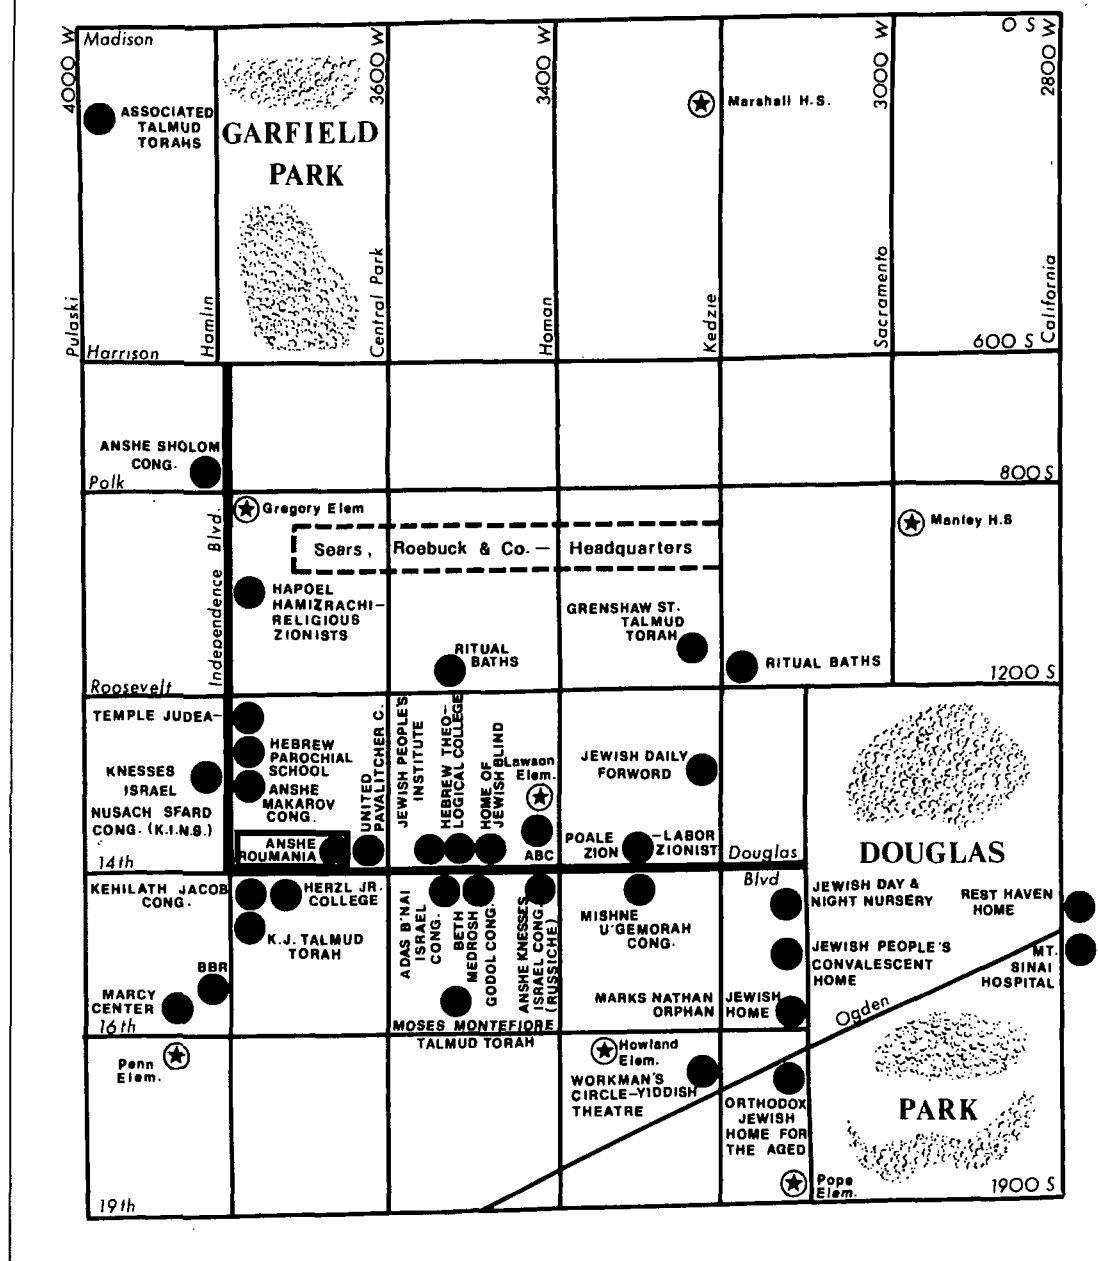 Madison
4000 W
3600 W
3400 W
3000 W
0 S
2800 W
Marshall H.S.
ASSOCIATED
TALMUD
TORAHS
GARFIELD
PARK
Pulaski
Hamlin
Central Park
Homan
Kedzie
Sacramento
California
Harrison
600 S
ANSHE SHOLOM
CONG.
Polk
800 S
Independence Blvd.
Gregory Elem
Manley H.S
Sears, Roebuck & Co. — Headquarters
HAPOEL
HAMIZRACHI—
RELIGIOUS
ZIONISTS
GRENSHAW ST.
TALMUD
TORAH
RITUAL
BATHS
RITUAL BATHS
Roosevelt
1200 S
TEMPLE JUDEA—
HEBREW
PAROCHIAL
SCHOOL
KNESSES
ISRAEL
NUSACH SFARD
CONG. (K.I.N.S.)
ANSHE
MAKAROV
CONG.
ANSHE
ROUMANIA
UNITED
PAVALITCHER C.
JEWISH PEOPLE'S
INSTITUTE
HEBREW THEO—
LOGICAL COLLEGE
HOME OF
JEWISH BLIND
Lawson
Elem.
ABC
JEWISH DAILY
FORWORD
POALE
ZION
—LABOR
ZIONIST
14th
Douglas
Blvd
DOUGLAS
KEHILATH JACOB
CONG.
HERZL JR.
COLLEGE
K.J. TALMUD
TORAH
ADAS B'NAI
ISRAEL
CONG.
BETH
MEDROSH
GODOL CONG.
ANSHE KNESSES
ISRAEL CONG.
(RUSSICHE)
MISHNE
U'GEMORAH
CONG.
JEWISH DAY &
NIGHT NURSERY
REST HAVEN
HOME
JEWISH PEOPLE'S
CONVALESCENT
HOME
MT.
SINAI
HOSPITAL
BBR
MARCY
CENTER
MARKS NATHAN
ORPHAN
JEWISH
HOME
Ogden
16th
MOSES MONTEFIORE
TALMUD TORAH
Penn
Elem.
Howland
Elem.
WORKMAN'S
CIRCLE—YIDDISH
THEATRE
ORTHODOX
JEWISH
HOME FOR
THE AGED
PARK
Pope
Elem.
19th
1900 S